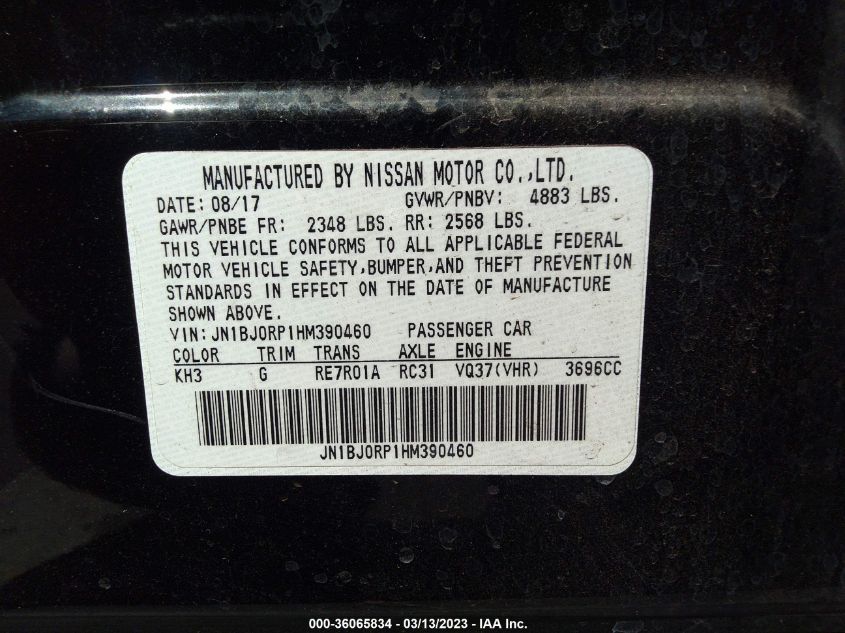 MANUFACTURED BY NISSAN MOTOR CO.,LTD.
DATE: 08/17 GVWR/PNBV: 4883 LBS.
GAWR/PNBE FR: 2348 LBS. RR: 2568 LBS.
THIS VEHICLE CONFORMS TO ALL APPLICABLE FEDERAL
MOTOR VEHICLE SAFETY,BUMPER,AND THEFT PREVENTION
STANDARDS IN EFFECT ON THE DATE OF MANUFACTURE
SHOWN ABOVE.
VIN:JN1BJ0RP1HM390460 PASSENGER CAR
COLOR TRIM TRANS AXLE ENGINE
KH3 G RE7R01A RC31 VQ37(VHR) 3696CC
JN1BJ0RP1HM390460
000-36065834 - 03/13/2023 - IAA Inc.